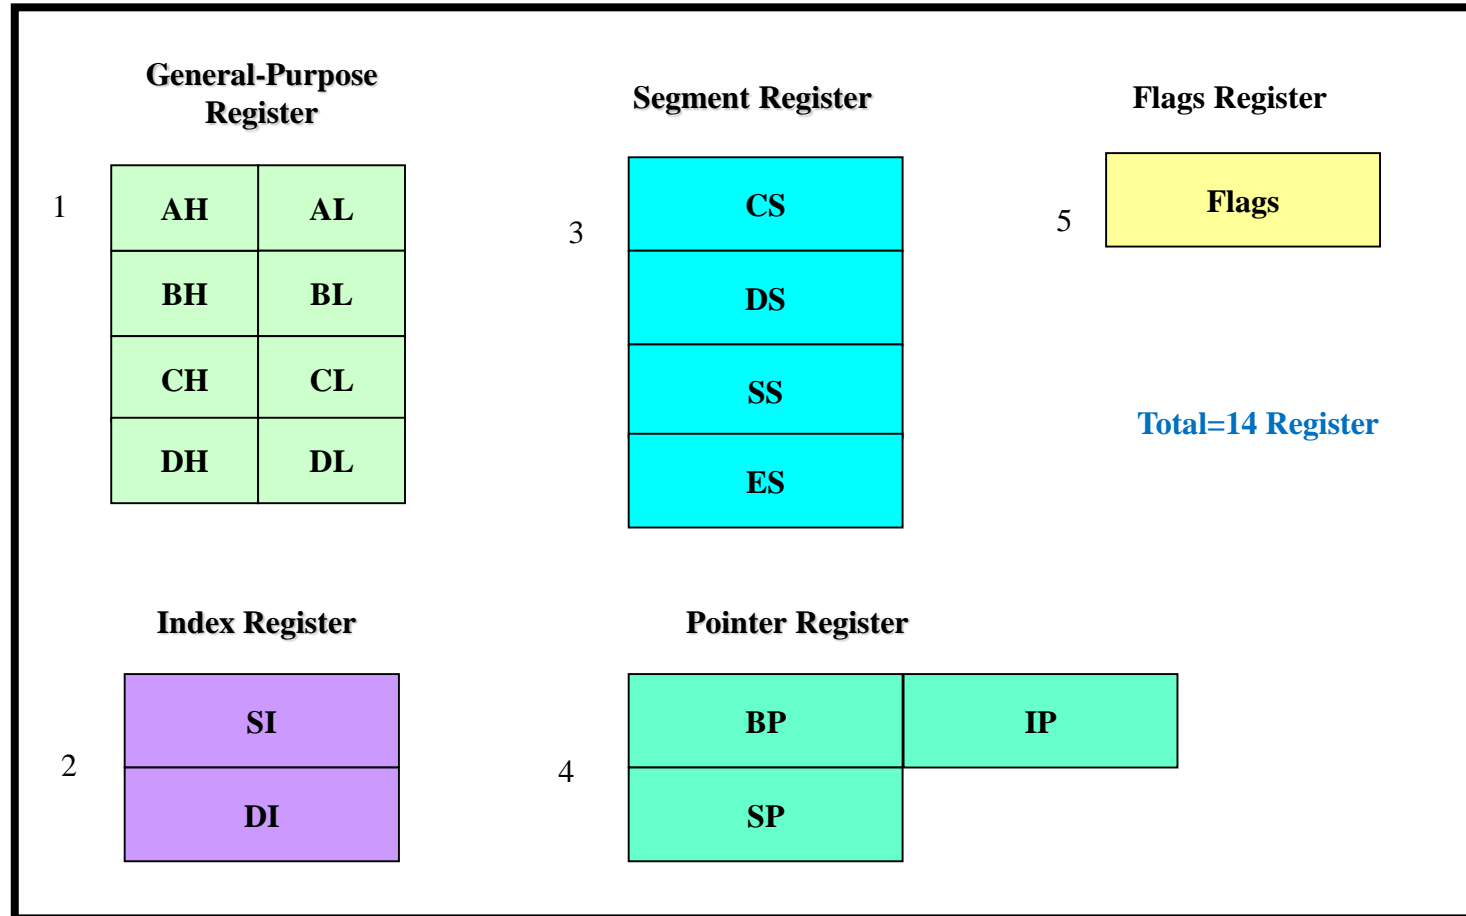 General-Purpose
Register
1
AH AL
BH BL
CH CL
DH DL
Segment Register
3
CS
DS
SS
ES
Flags Register
5
Flags
Total=14 Register
Index Register
2
SI
DI
Pointer Register
4
BP IP
SP